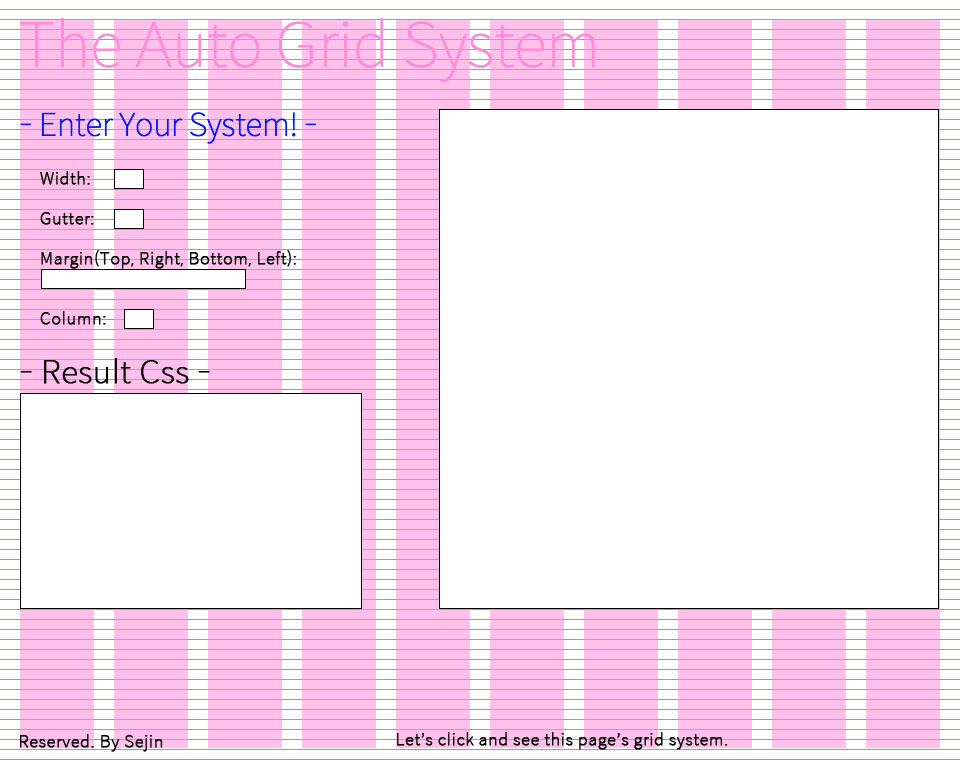 The Auto Grid System
- Enter Your System! -
Width:
Gutter:
Margin(Top, Right, Bottom, Left):
Column:
- Result Css -
Reserved. By Sejin
Let’s click and see this page’s grid system.